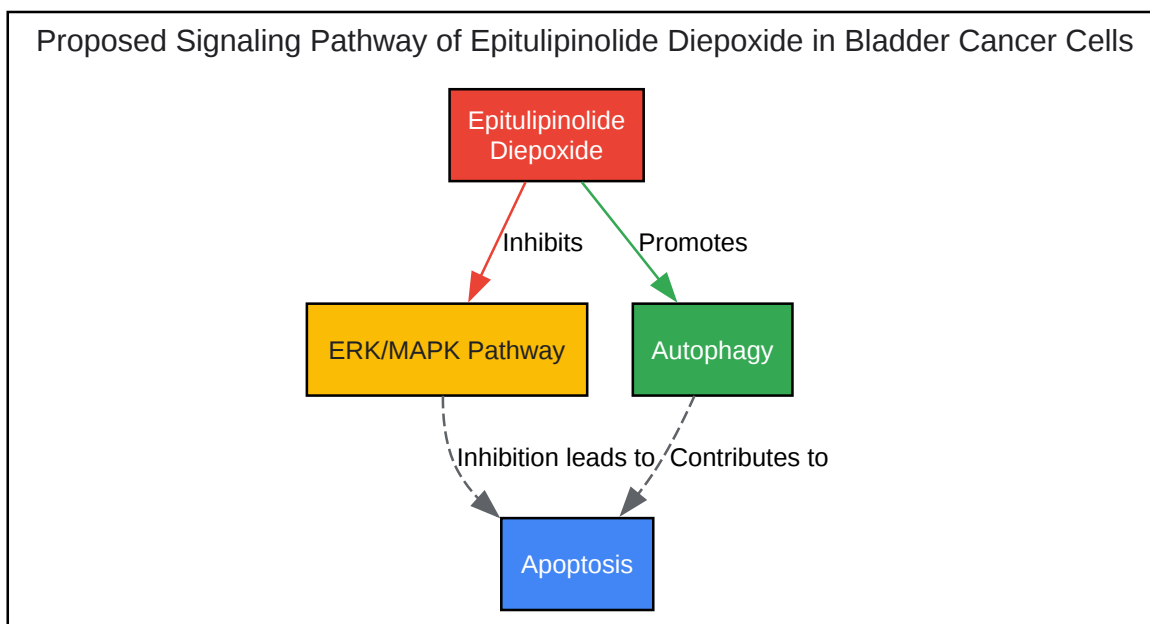 Proposed Signaling Pathway of Epitulipinolide Diepoxide in Bladder Cancer Cells
Epitulipinolide
Diepoxide
Inhibits
Promotes
ERK/MAPK Pathway
Autophagy
Inhibition leads to
Contributes to
Apoptosis